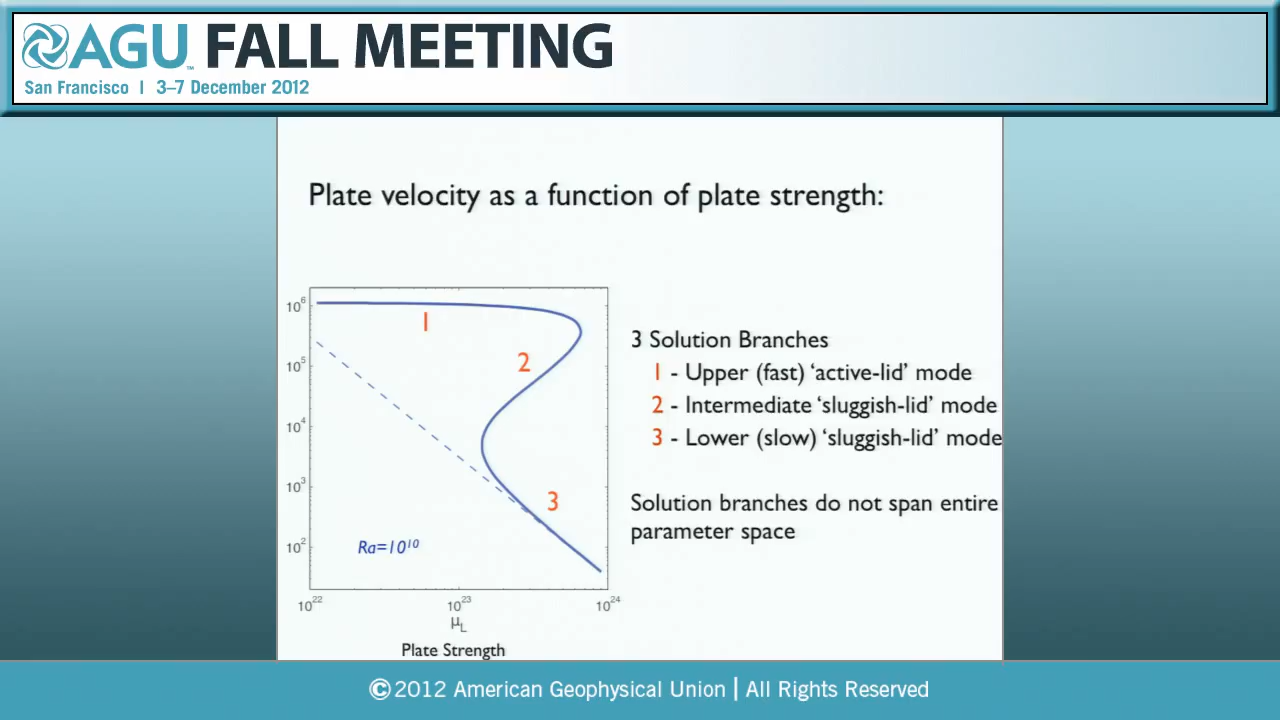 AGU™ FALL MEETING
San Francisco | 3–7 December 2012
Plate velocity as a function of plate strength:
10⁶
10⁵
10⁴
10³
10²
1
2
3
Ra=10¹⁰
10²² 10²³ 10²⁴
μL
Plate Strength
3 Solution Branches
1 - Upper (fast) ‘active-lid’ mode
2 - Intermediate ‘sluggish-lid’ mode
3 - Lower (slow) ‘sluggish-lid’ mode
Solution branches do not span entire
parameter space
©2012 American Geophysical Union | All Rights Reserved